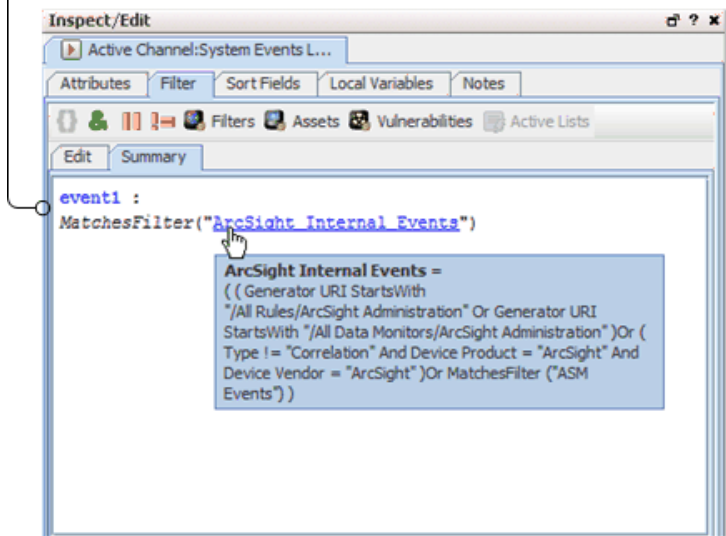 Inspect/Edit
Active Channel:System Events L...
Attributes Filter Sort Fields Local Variables Notes
Filters Assets Vulnerabilities Active Lists
Edit Summary
event1 :
MatchesFilter("ArcSight Internal Events")
ArcSight Internal Events =
( ( Generator URI StartsWith
"/All Rules/ArcSight Administration" Or Generator URI
StartsWith "/All Data Monitors/ArcSight Administration" )Or (
Type != "Correlation" And Device Product = "ArcSight" And
Device Vendor = "ArcSight" )Or MatchesFilter ("ASM
Events") )